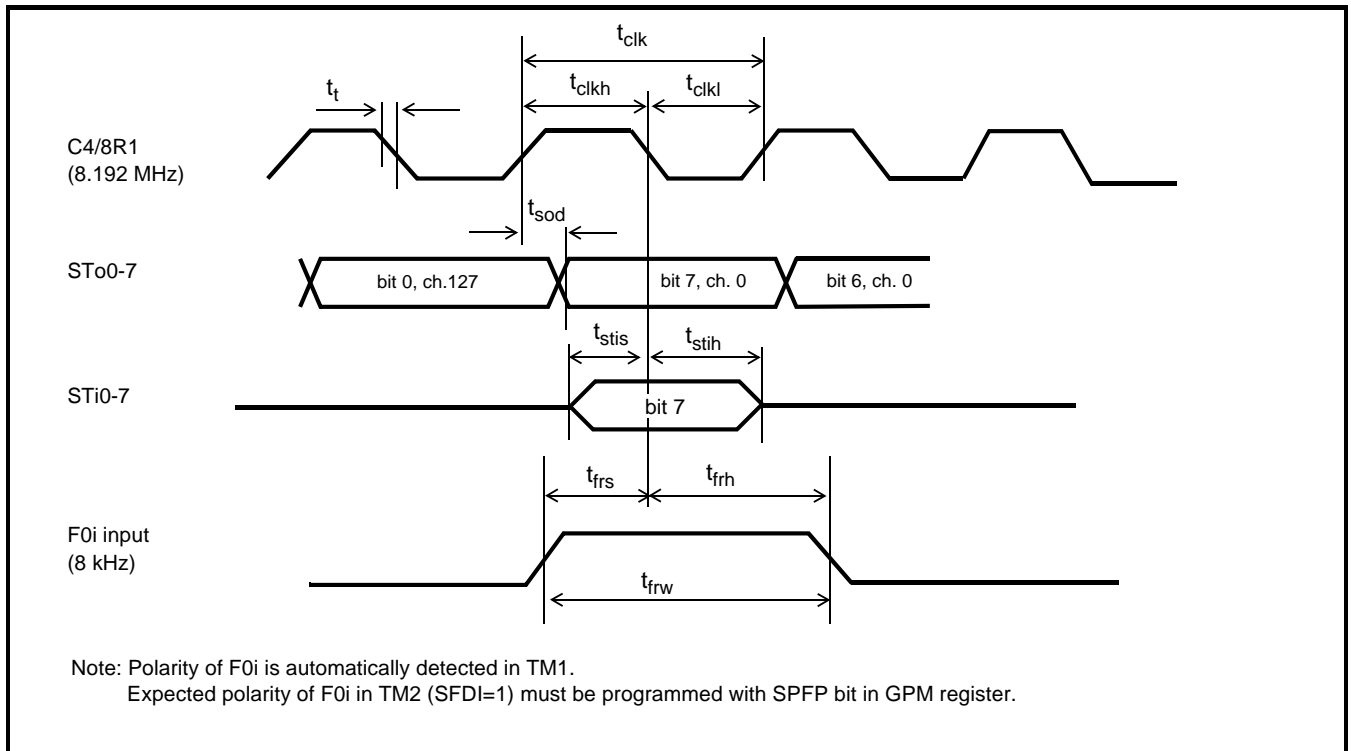 tclk
tclkh
tclkl
tt
C4/8R1
(8.192 MHz)
tsod
STo0-7
bit 0, ch.127
bit 7, ch. 0
bit 6, ch. 0
tstis
tstih
STi0-7
bit 7
tfrs
tfrh
F0i input
(8 kHz)
tfrw
Note: Polarity of F0i is automatically detected in TM1.
Expected polarity of F0i in TM2 (SFDI=1) must be programmed with SPFP bit in GPM register.